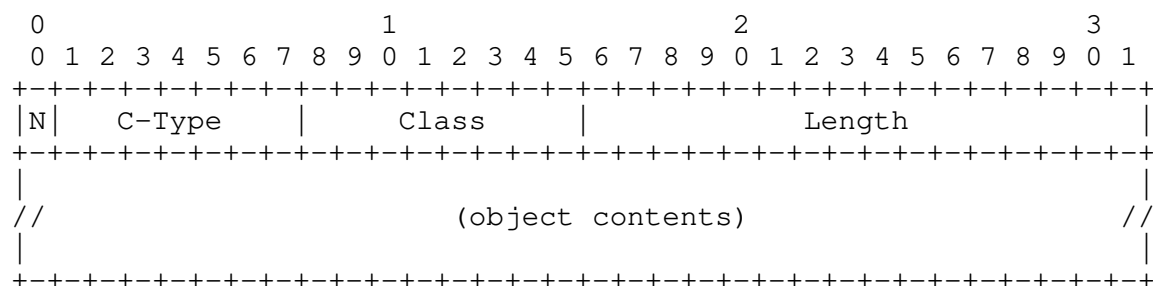 0                   1                   2                   3
 0 1 2 3 4 5 6 7 8 9 0 1 2 3 4 5 6 7 8 9 0 1 2 3 4 5 6 7 8 9 0 1
+-+-+-+-+-+-+-+-+-+-+-+-+-+-+-+-+-+-+-+-+-+-+-+-+-+-+-+-+-+-+-+-+
|N|   C-Type    |     Class     |            Length             |
+-+-+-+-+-+-+-+-+-+-+-+-+-+-+-+-+-+-+-+-+-+-+-+-+-+-+-+-+-+-+-+-+
|                                                               |
//                       (object contents)                     //
|                                                               |
+-+-+-+-+-+-+-+-+-+-+-+-+-+-+-+-+-+-+-+-+-+-+-+-+-+-+-+-+-+-+-+-+